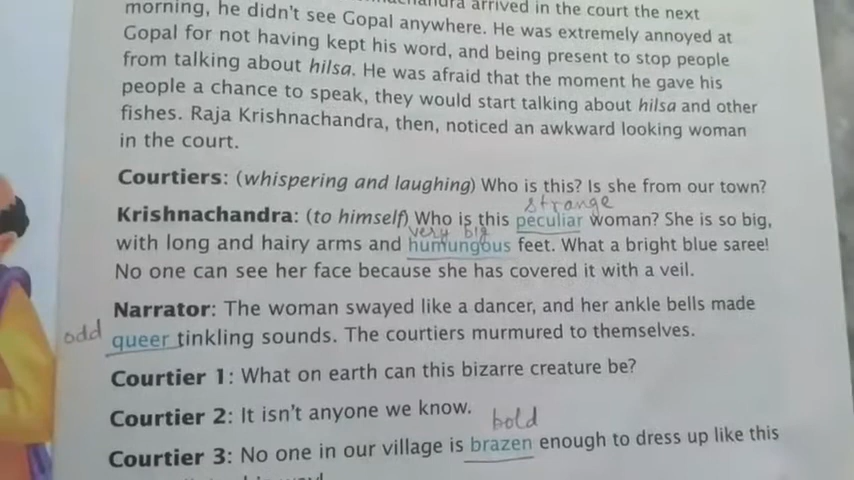 arrived in the court the next
morning, he didn't see Gopal anywhere. He was extremely annoyed at
Gopal for not having kept his word, and being present to stop people
from talking about hilsa. He was afraid that the moment he gave his
people a chance to speak, they would start talking about hilsa and other
fishes. Raja Krishnachandra, then, noticed an awkward looking woman
in the court.
Courtiers: (whispering and laughing) Who is this? Is she from our town?
strange
Krishnachandra: (to himself) Who is this peculiar woman? She is so big,
very big
with long and hairy arms and humungous feet. What a bright blue saree!
No one can see her face because she has covered it with a veil.
Narrator: The woman swayed like a dancer, and her ankle bells made
odd queer tinkling sounds. The courtiers murmured to themselves.
Courtier 1: What on earth can this bizarre creature be?
Courtier 2: It isn't anyone we know.
bold
Courtier 3: No one in our village is brazen enough to dress up like this